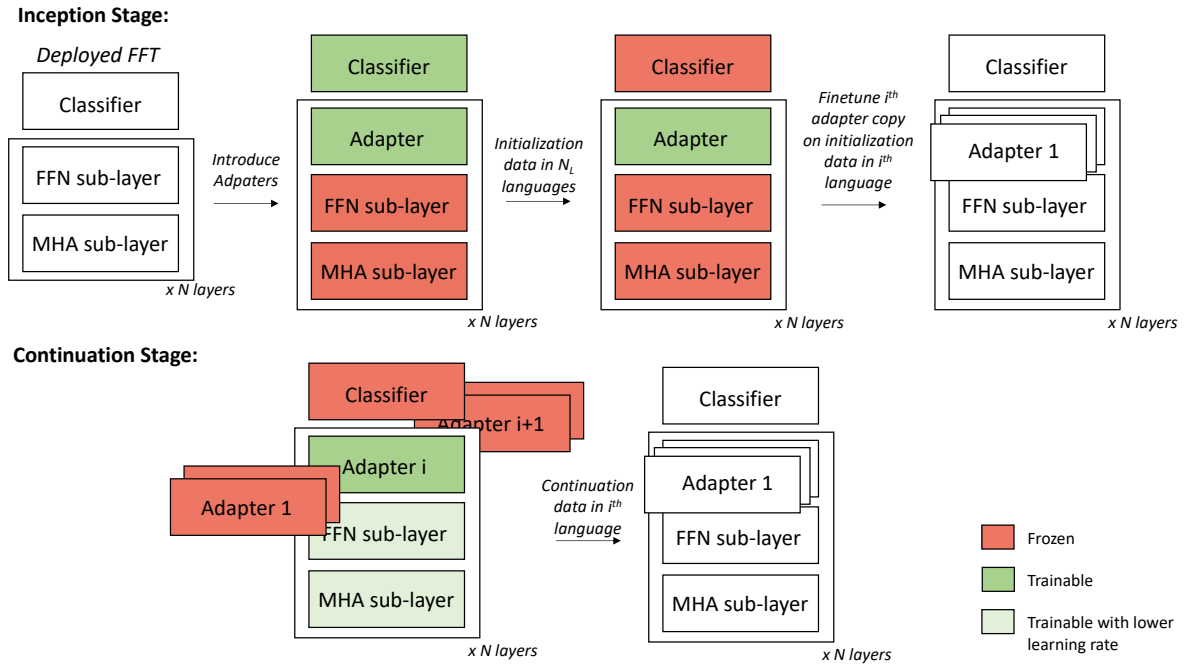 Inception Stage:
Deployed FFT
Classifier
FFN sub-layer
MHA sub-layer
x N layers
Introduce
Adpaters
Classifier
Adapter
FFN sub-layer
MHA sub-layer
x N layers
Initialization
data in N_L
languages
Classifier
Adapter
FFN sub-layer
MHA sub-layer
x N layers
Finetune i^th
adapter copy
on initialization
data in i^th
language
Classifier
Adapter 1
FFN sub-layer
MHA sub-layer
x N layers
Continuation Stage:
Classifier
Adapter i+1
Adapter i
Adapter 1
FFN sub-layer
MHA sub-layer
x N layers
Continuation
data in i^th
language
Classifier
Adapter 1
FFN sub-layer
MHA sub-layer
x N layers
Frozen
Trainable
Trainable with lower
learning rate